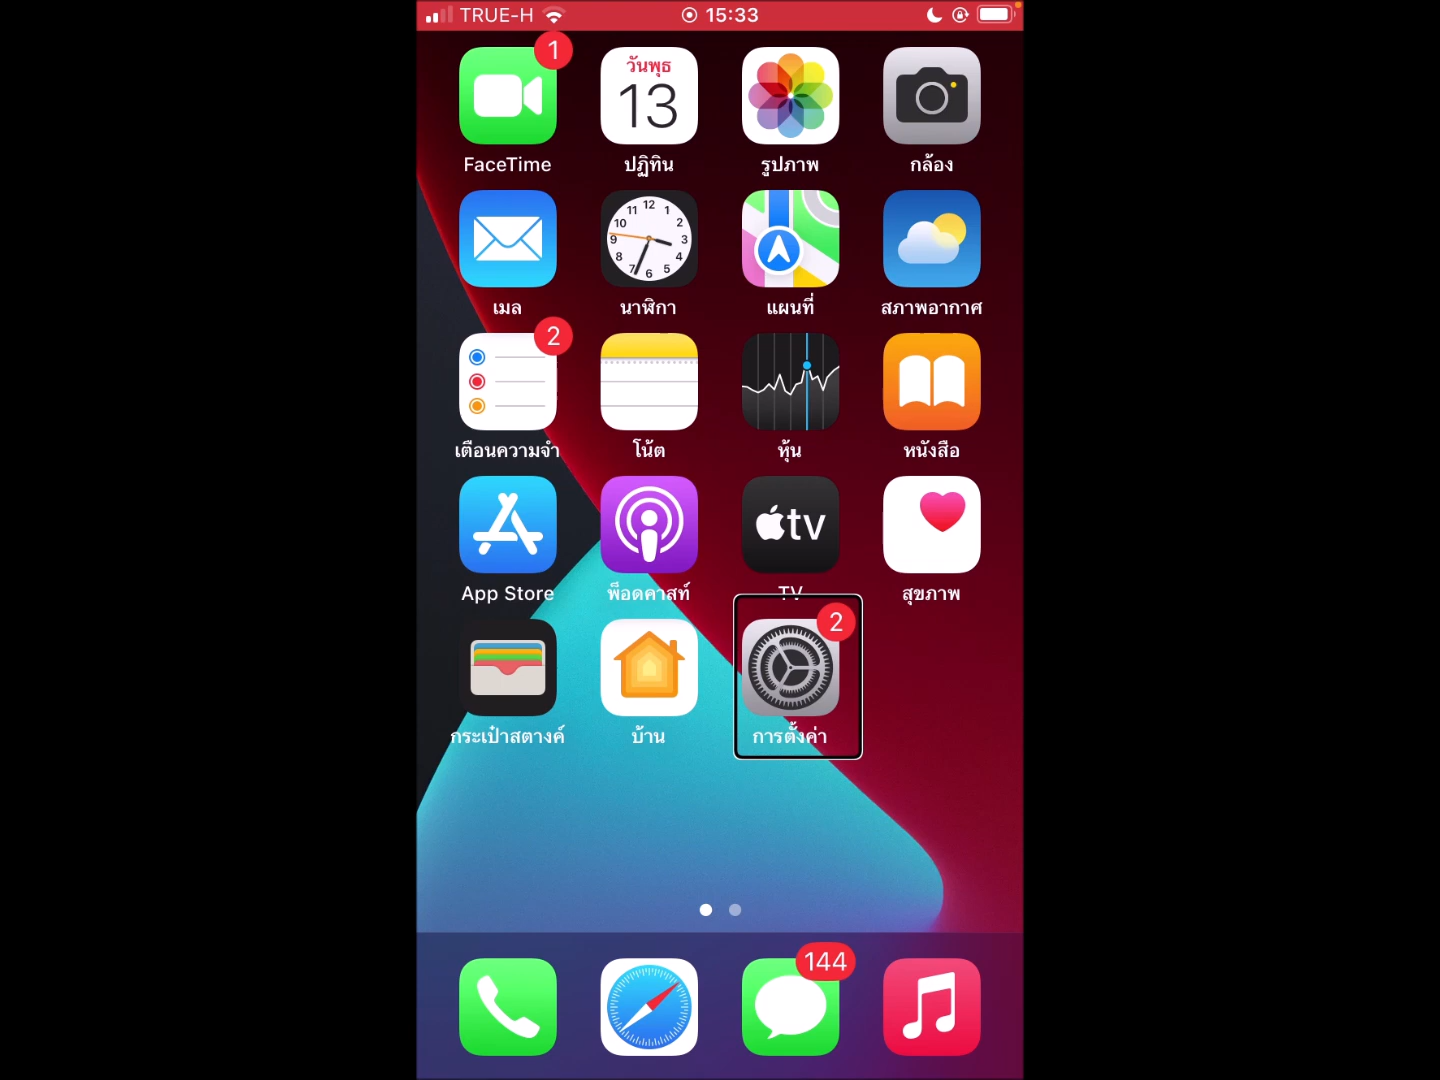 TRUE-H 15:33
1
วันพุธ
13
FaceTime ปฏิทิน รูปภาพ กล้อง
12 1 2 3 4 5 6 7 8 9 10 11
เมล นาฬิกา แผนที่ สภาพอากาศ
2
เตือนความจำ โน้ต หุ้น หนังสือ
tv
App Store พ็อดคาสท์ TV สุขภาพ
2
กระเป๋าสตางค์ บ้าน การตั้งค่า
144